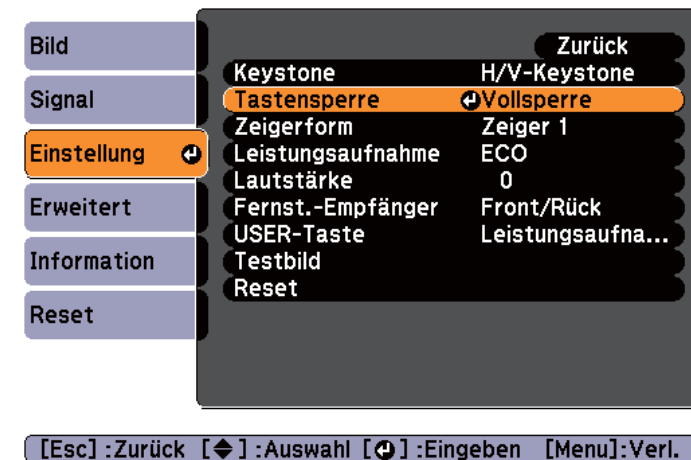 Bild
Signal
Einstellung
Erweitert
Information
Reset
Zurück
Keystone H/V-Keystone
Tastensperre Vollsperre
Zeigerform Zeiger 1
Leistungsaufnahme ECO
Lautstärke 0
Fernst.-Empfänger Front/Rück
USER-Taste Leistungsaufna...
Testbild
Reset
[Esc] :Zurück [◆] :Auswahl [⏎] :Eingeben [Menu]:Verl.